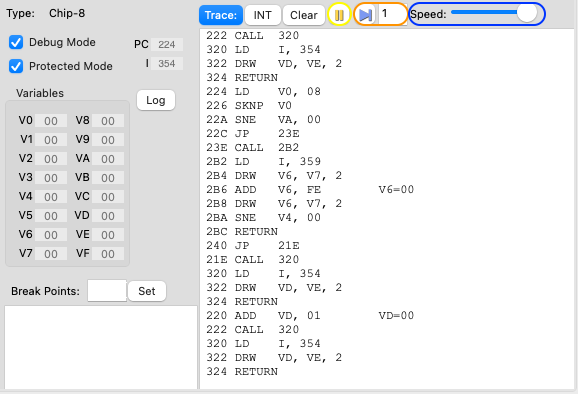 Type: Chip-8
Trace: INT Clear 1 Speed:
Debug Mode PC 224
Protected Mode I 354
Variables Log
V0 00 V8 00
V1 00 V9 00
V2 00 VA 00
V3 00 VB 00
V4 00 VC 00
V5 00 VD 00
V6 00 VE 00
V7 00 VF 00
Break Points: Set
222 CALL 320
320 LD I, 354
322 DRW VD, VE, 2
324 RETURN
224 LD V0, 08
226 SKNP V0
22A SNE VA, 00
22C JP 23E
23E CALL 2B2
2B2 LD I, 359
2B4 DRW V6, V7, 2
2B6 ADD V6, FE V6=00
2B8 DRW V6, V7, 2
2BA SNE V4, 00
2BC RETURN
240 JP 21E
21E CALL 320
320 LD I, 354
322 DRW VD, VE, 2
324 RETURN
220 ADD VD, 01 VD=00
222 CALL 320
320 LD I, 354
322 DRW VD, VE, 2
324 RETURN